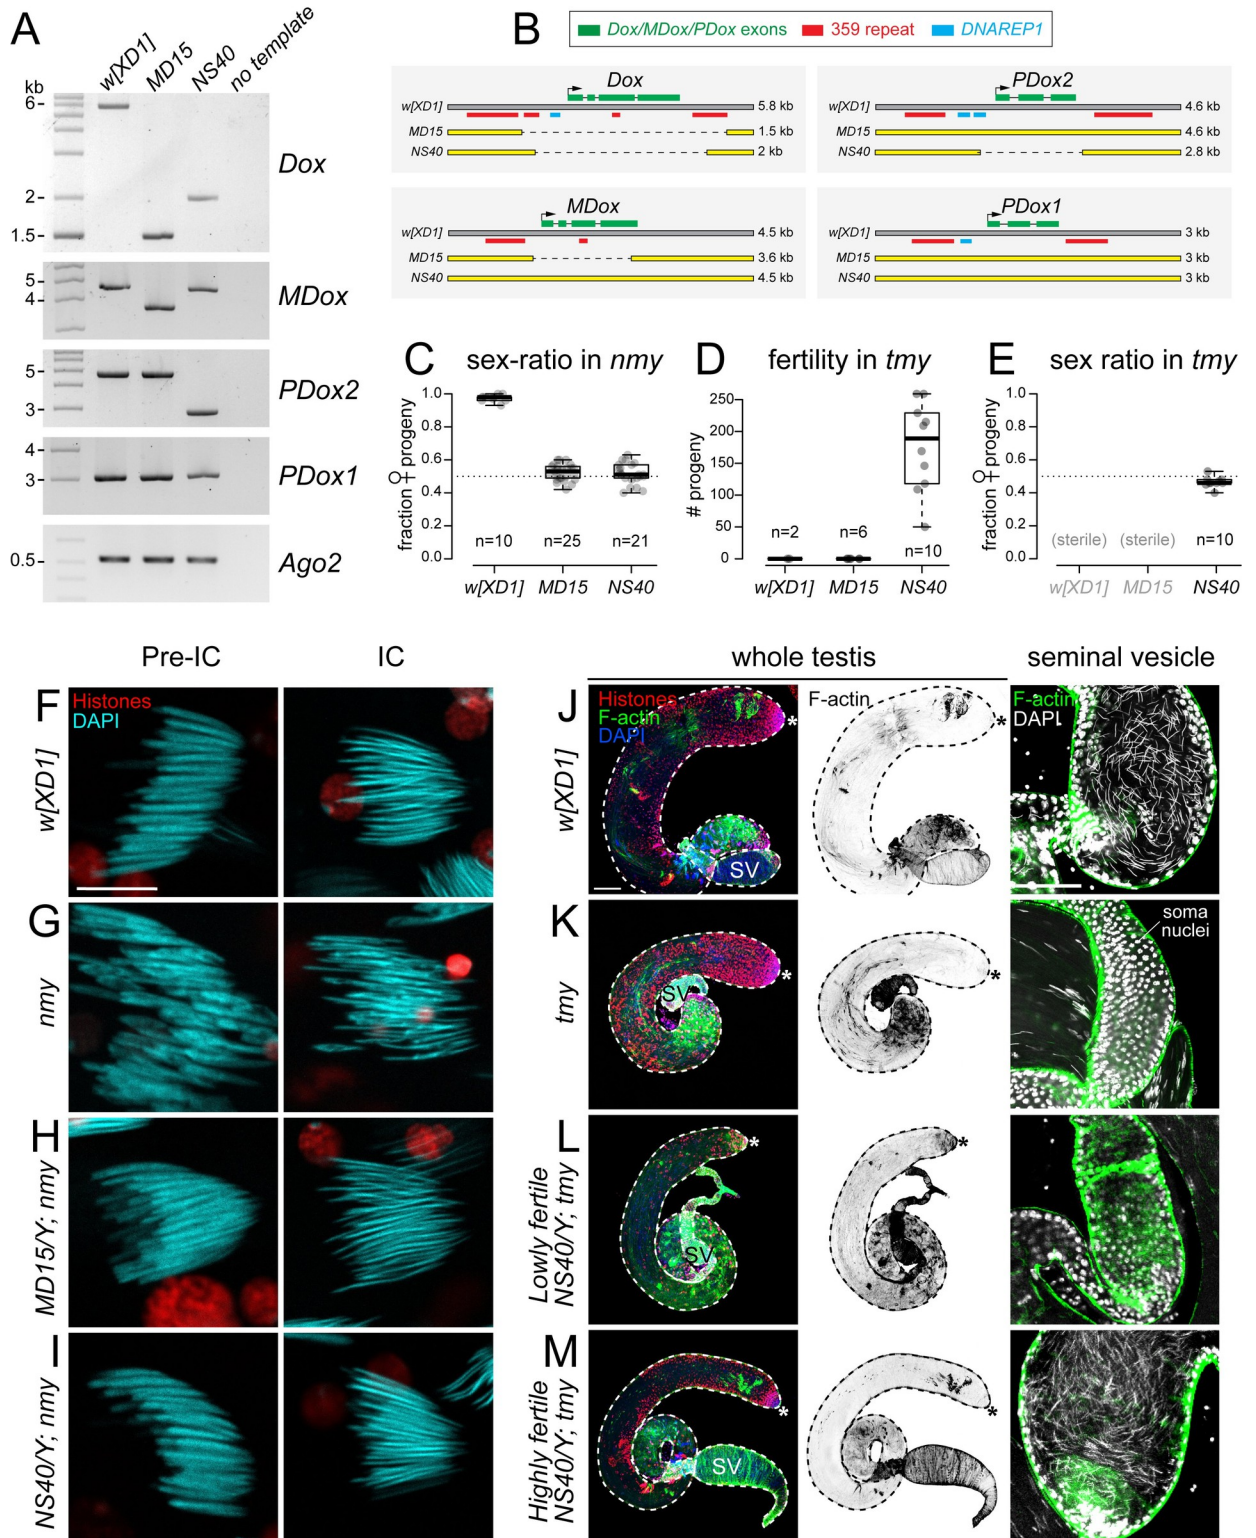 A
w[XD1]
MD15
NS40
no template
kb
6-
2-
1.5-
Dox
5-
4-
MDox
5-
3-
PDox2
4-
3-
PDox1
0.5-
Ago2
B
Dox/MDox/PDox exons
359 repeat
DNAREP1
Dox
w[XD1]
5.8 kb
MD15
1.5 kb
NS40
2 kb
PDox2
w[XD1]
4.6 kb
MD15
4.6 kb
NS40
2.8 kb
MDox
w[XD1]
4.5 kb
MD15
3.6 kb
NS40
4.5 kb
PDox1
w[XD1]
3 kb
MD15
3 kb
NS40
3 kb
C
sex-ratio in nmy
fraction ♀ progeny
1.0
0.8
0.6
0.4
0.2
0.0
n=10
n=25
n=21
w[XD1]
MD15
NS40
D
fertility in tmy
# progeny
250
200
150
100
50
0
n=2
n=6
n=10
w[XD1]
MD15
NS40
E
sex ratio in tmy
fraction ♀ progeny
1.0
0.8
0.6
0.4
0.2
0.0
(sterile)
(sterile)
n=10
w[XD1]
MD15
NS40
Pre-IC
IC
F
w[XD1]
Histones
DAPI
G
nmy
H
MD15/Y; nmy
I
NS40/Y; nmy
whole testis
seminal vesicle
J
w[XD1]
Histones
F-actin
DAPI
*
SV
F-actin
*
F-actin
DAPI
K
tmy
SV
*
*
soma
nuclei
L
Lowly fertile
NS40/Y; tmy
*
SV
*
M
Highly fertile
NS40/Y; tmy
*
SV
*